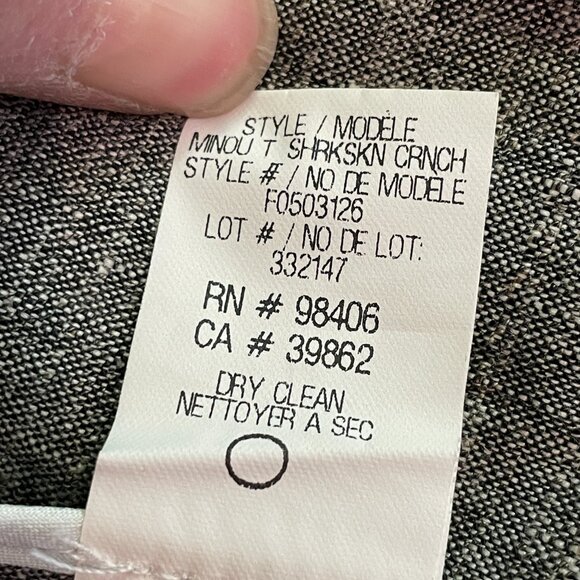 STYLE / MODÈLE
MINOU T SHRKSKN CRNCH
STYLE # / NO DE MODELE
F0503126
LOT # / NO DE LOT:
332147
RN # 98406
CA # 39862
DRY CLEAN
NETTOYER A SEC